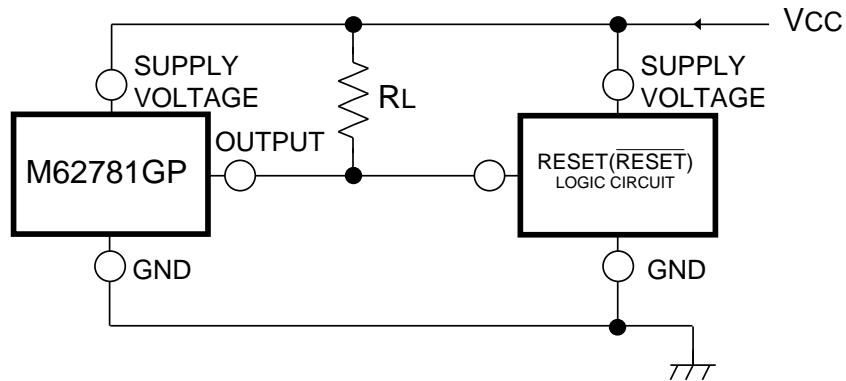 VCC
SUPPLY
VOLTAGE
RL
SUPPLY
VOLTAGE
OUTPUT
M62781GP
RESET(RESET)
LOGIC CIRCUIT
GND
GND